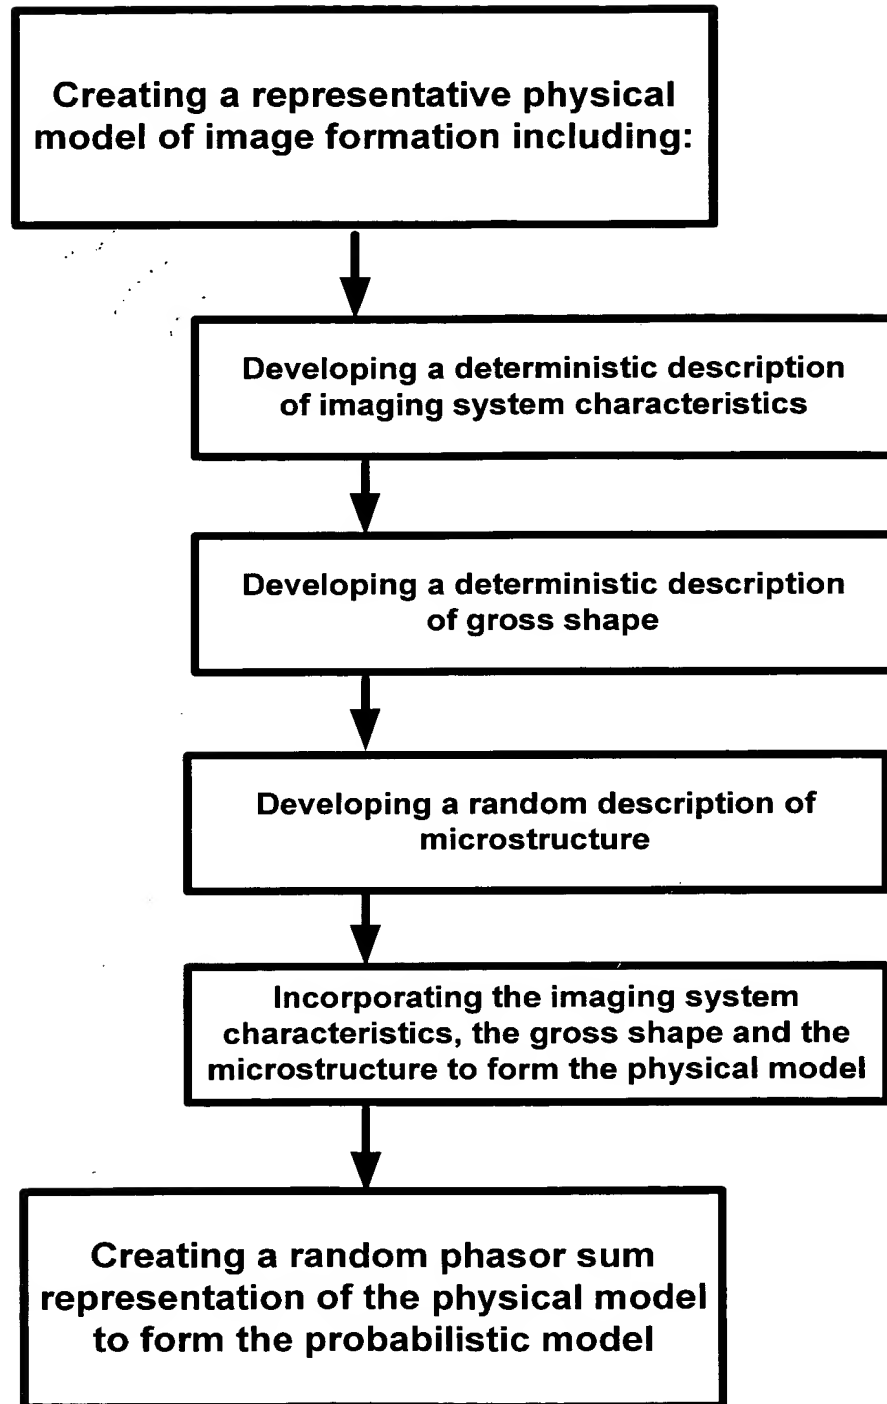 Creating a representative physical
model of image formation including:
Developing a deterministic description
of imaging system characteristics
Developing a deterministic description
of gross shape
Developing a random description of
microstructure
Incorporating the imaging system
characteristics, the gross shape and the
microstructure to form the physical model
Creating a random phasor sum
representation of the physical model
to form the probabilistic model